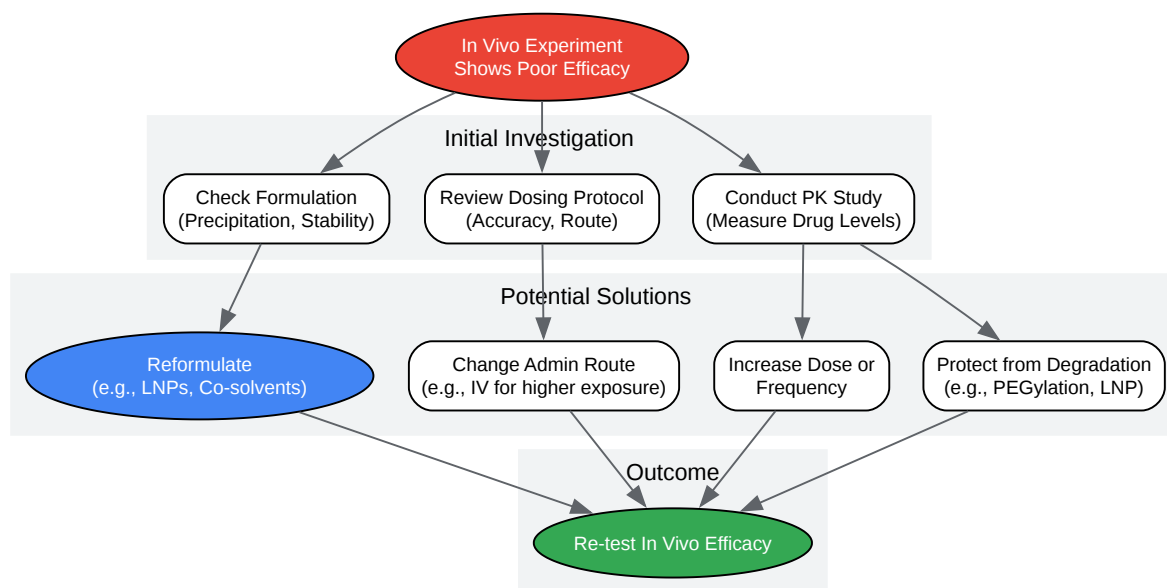 In Vivo Experiment
Shows Poor Efficacy
Initial Investigation
Check Formulation
(Precipitation, Stability)
Review Dosing Protocol
(Accuracy, Route)
Conduct PK Study
(Measure Drug Levels)
Potential Solutions
Reformulate
(e.g., LNPs, Co-solvents)
Change Admin Route
(e.g., IV for higher exposure)
Increase Dose or
Frequency
Protect from Degradation
(e.g., PEGylation, LNP)
Outcome
Re-test In Vivo Efficacy